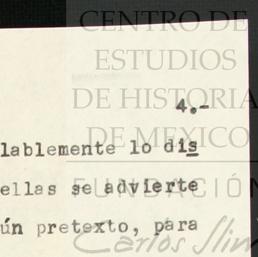 CENTRO DE
ESTUDIOS
DE HISTORIA
DE MEXICO
FUNDACIÓN
Carlos Slim
4.-
lablemente lo dis
ellas se advierte
ún pretexto, para